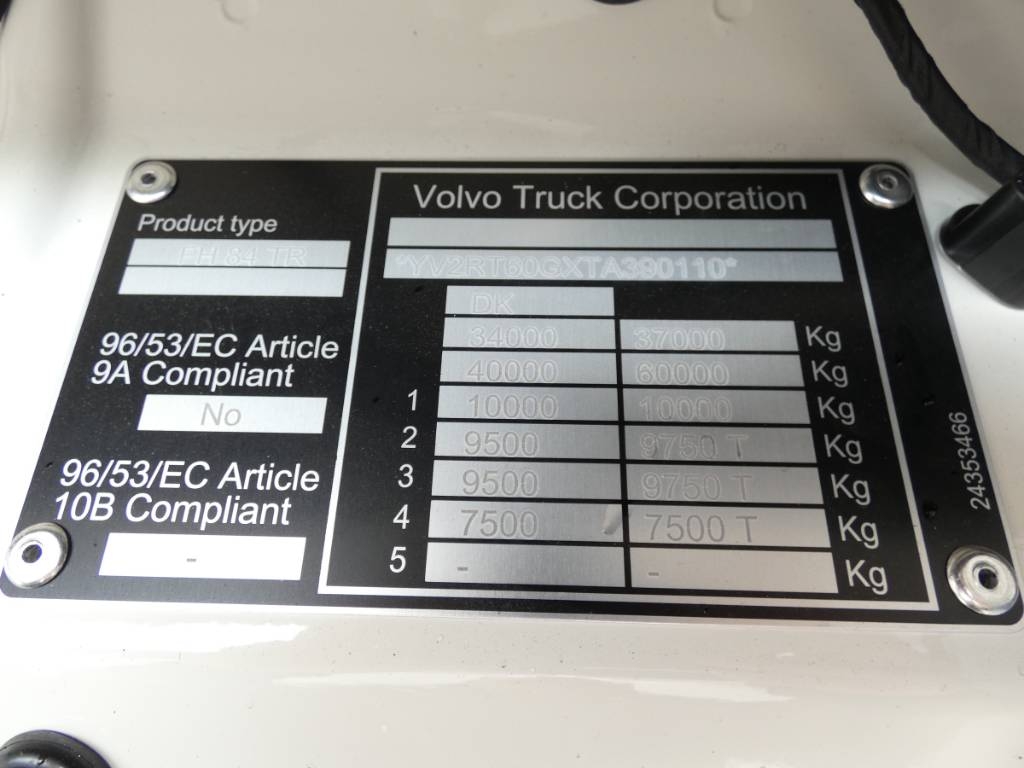 Volvo Truck Corporation
Product type
FH 84 TR
*YV2RT60GXTA390110*
DK
96/53/EC Article
9A Compliant
No
96/53/EC Article
10B Compliant
-
34000 37000 Kg
40000 60000 Kg
1 10000 10000 Kg
2 9500 9750 T Kg
3 9500 9750 T Kg
4 7500 7500 T Kg
5 - - Kg
24353466